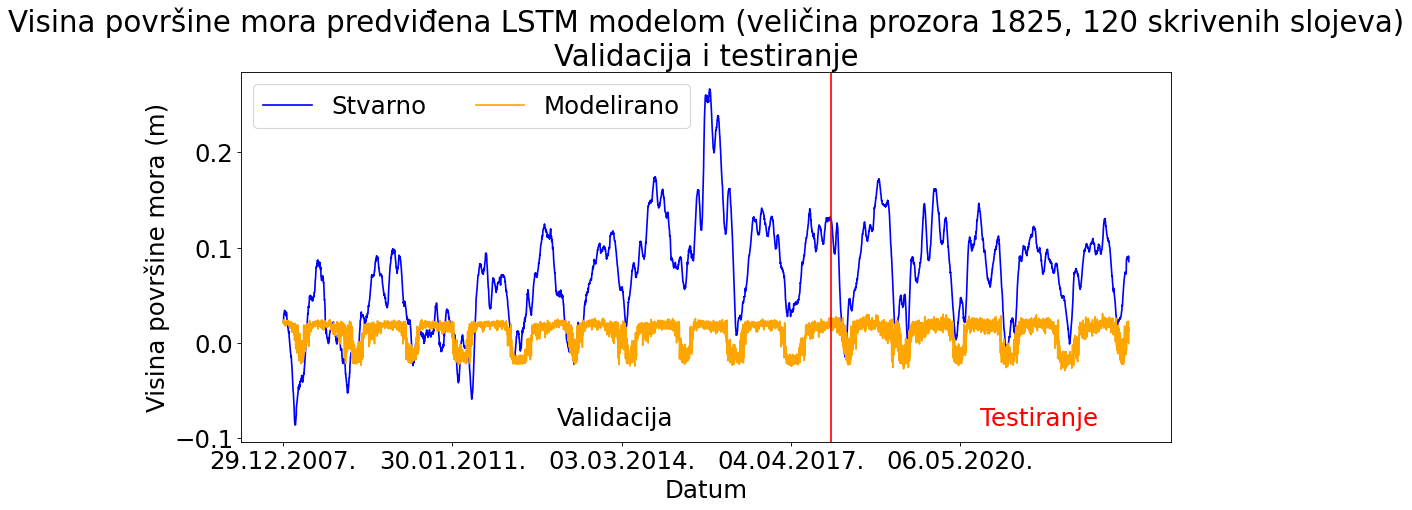 Visina površine mora predviđena LSTM modelom (veličina prozora 1825, 120 skrivenih slojeva)
Validacija i testiranje
Stvarno Modelirano
Visina površine mora (m)
0.2
0.1
0.0
−0.1
Validacija Testiranje
29.12.2007. 30.01.2011. 03.03.2014. 04.04.2017. 06.05.2020.
Datum